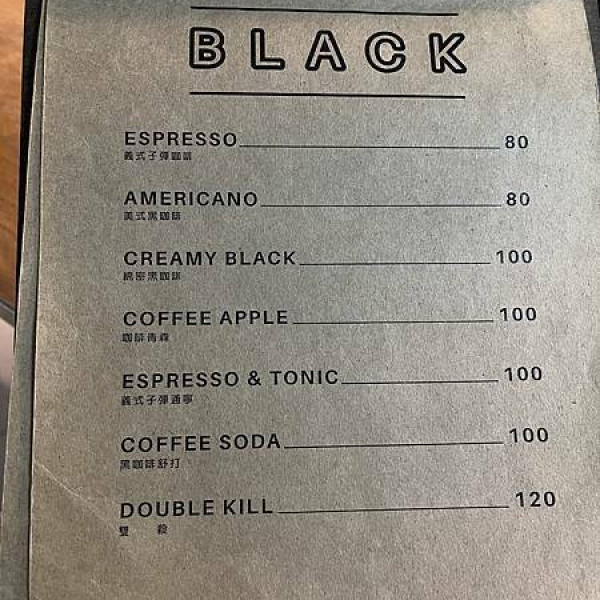 BLACK
ESPRESSO 80
義式子彈咖啡
AMERICANO 80
美式黑咖啡
CREAMY BLACK 100
綿密黑咖啡
COFFEE APPLE 100
咖啡青森
ESPRESSO & TONIC 100
義式子彈通寧
COFFEE SODA 100
黑咖啡舒打
DOUBLE KILL 120
雙 殺